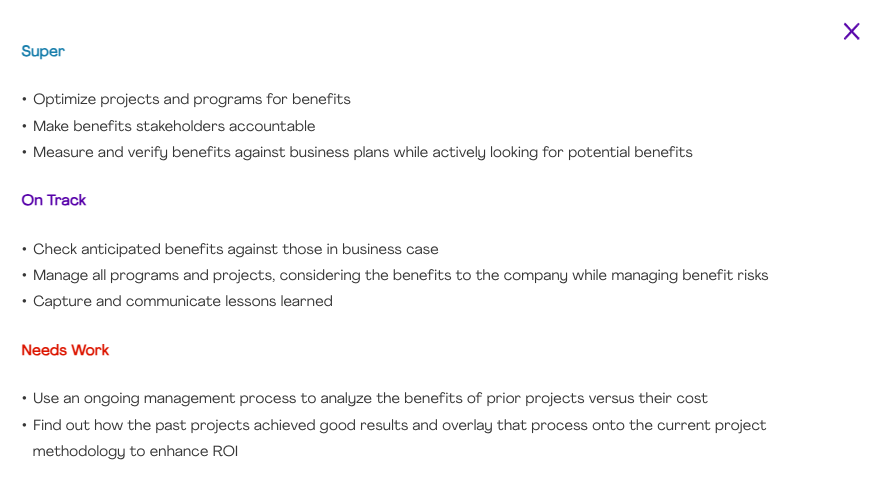 Super
• Optimize projects and programs for benefits
• Make benefits stakeholders accountable
• Measure and verify benefits against business plans while actively looking for potential benefits
On Track
• Check anticipated benefits against those in business case
• Manage all programs and projects, considering the benefits to the company while managing benefit risks
• Capture and communicate lessons learned
Needs Work
• Use an ongoing management process to analyze the benefits of prior projects versus their cost
• Find out how the past projects achieved good results and overlay that process onto the current project
methodology to enhance ROI